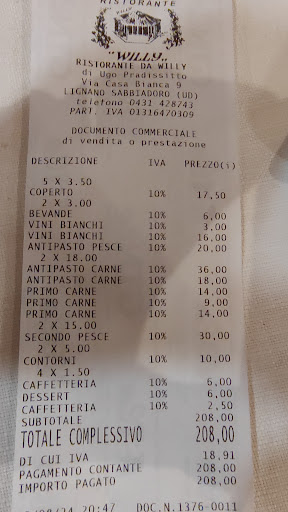 RISTORANTE
"WILLY"
RISTORANTE DA WILLY
di Ugo Pradissitto
Via Casa Bianca 9
LIGNANO SABBIADORO (UD)
telefono 0431 428743
PART. IVA 01316470309
DOCUMENTO COMMERCIALE
di vendita o prestazione
DESCRIZIONE IVA PREZZO(€)
5 X 3.50
COPERTO 10% 17,50
2 X 3.00
BEVANDE 10% 6,00
VINI BIANCHI 10% 3,00
VINI BIANCHI 10% 16,00
ANTIPASTO PESCE 10% 20,00
2 X 18.00
ANTIPASTO CARNE 10% 36,00
ANTIPASTO CARNE 10% 18,00
PRIMO CARNE 10% 14,00
PRIMO CARNE 10% 9,00
PRIMO CARNE 10% 14,00
2 X 15.00
SECONDO PESCE 10% 30,00
2 X 5.00
CONTORNI 10% 10,00
4 X 1.50
CAFFETTERIA 10% 6,00
DESSERT 10% 6,00
CAFFETTERIA 10% 2,50
SUBTOTALE 208,00
TOTALE COMPLESSIVO 208,00
DI CUI IVA 18,91
PAGAMENTO CONTANTE 208,00
IMPORTO PAGATO 208,00
/08/24 20:47 DOC.N.1376-0011